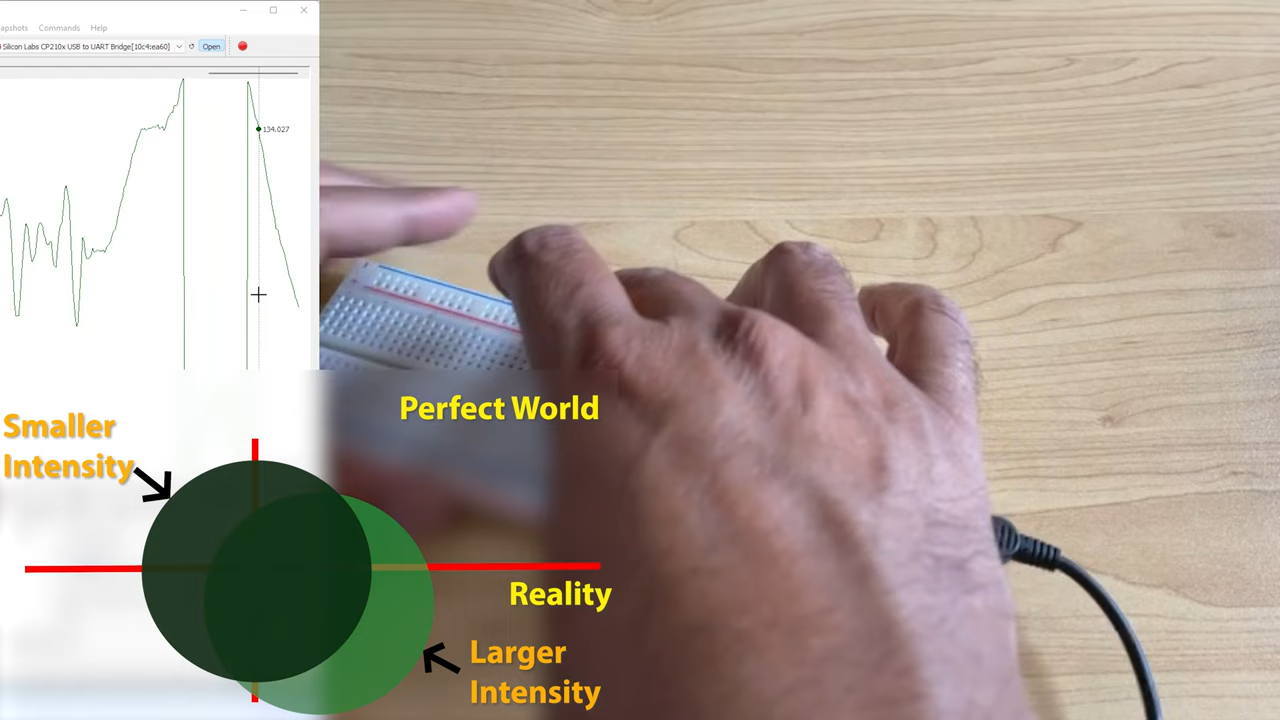 apshots Commands Help
Silicon Labs CP210x USB to UART Bridge[10c4:ea60] Open
134.027
Perfect World
Smaller
Intensity
Reality
Larger
Intensity